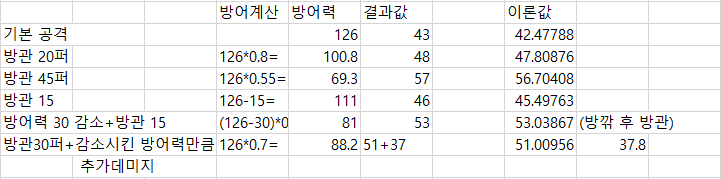 방어계산 방어력 결과값 이론값
기본 공격 126 43 42.47788
방관 20퍼 126*0.8= 100.8 48 47.80876
방관 45퍼 126*0.55= 69.3 57 56.70408
방관 15 126-15= 111 46 45.49763
방어력 30 감소+방관 15 (126-30)*0 81 53 53.03867 (방깎 후 방관)
방관30퍼+감소시킨 방어력만큼 126*0.7= 88.2 51+37 51.00956 37.8
추가데미지